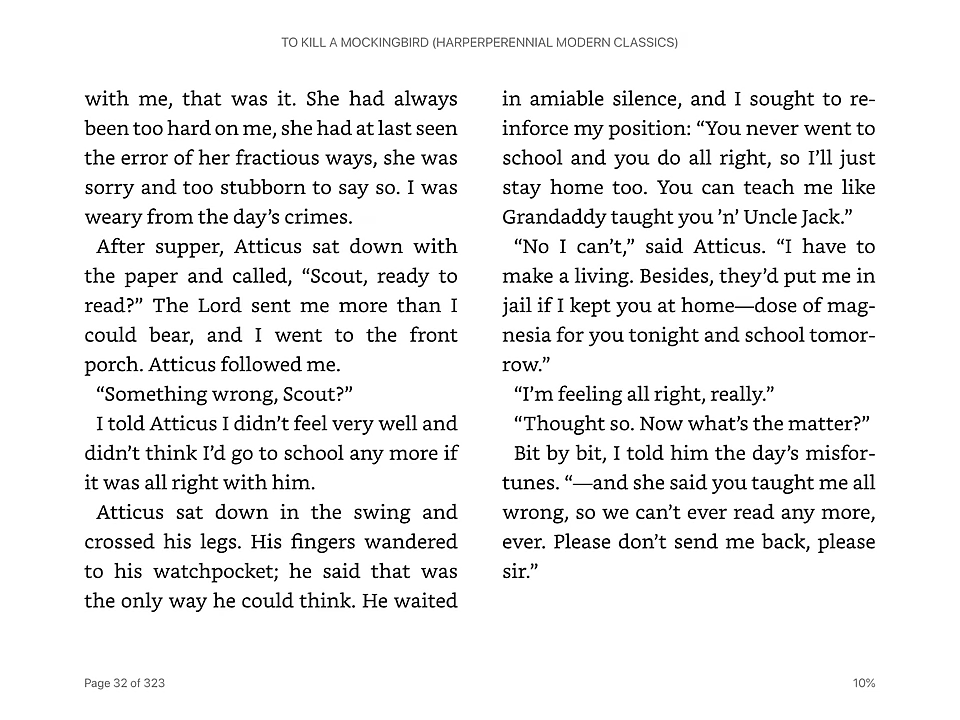 TO KILL A MOCKINGBIRD (HARPERPERENNIAL MODERN CLASSICS)
with me, that was it. She had always
been too hard on me, she had at last seen
the error of her fractious ways, she was
sorry and too stubborn to say so. I was
weary from the day’s crimes.
After supper, Atticus sat down with
the paper and called, “Scout, ready to
read?” The Lord sent me more than I
could bear, and I went to the front
porch. Atticus followed me.
“Something wrong, Scout?”
I told Atticus I didn’t feel very well and
didn’t think I’d go to school any more if
it was all right with him.
Atticus sat down in the swing and
crossed his legs. His fingers wandered
to his watchpocket; he said that was
the only way he could think. He waited
in amiable silence, and I sought to re-
inforce my position: “You never went to
school and you do all right, so I’ll just
stay home too. You can teach me like
Grandaddy taught you ’n’ Uncle Jack.”
“No I can’t,” said Atticus. “I have to
make a living. Besides, they’d put me in
jail if I kept you at home—dose of mag-
nesia for you tonight and school tomor-
row.”
“I’m feeling all right, really.”
“Thought so. Now what’s the matter?”
Bit by bit, I told him the day’s misfor-
tunes. “—and she said you taught me all
wrong, so we can’t ever read any more,
ever. Please don’t send me back, please
sir.”
Page 32 of 323
10%